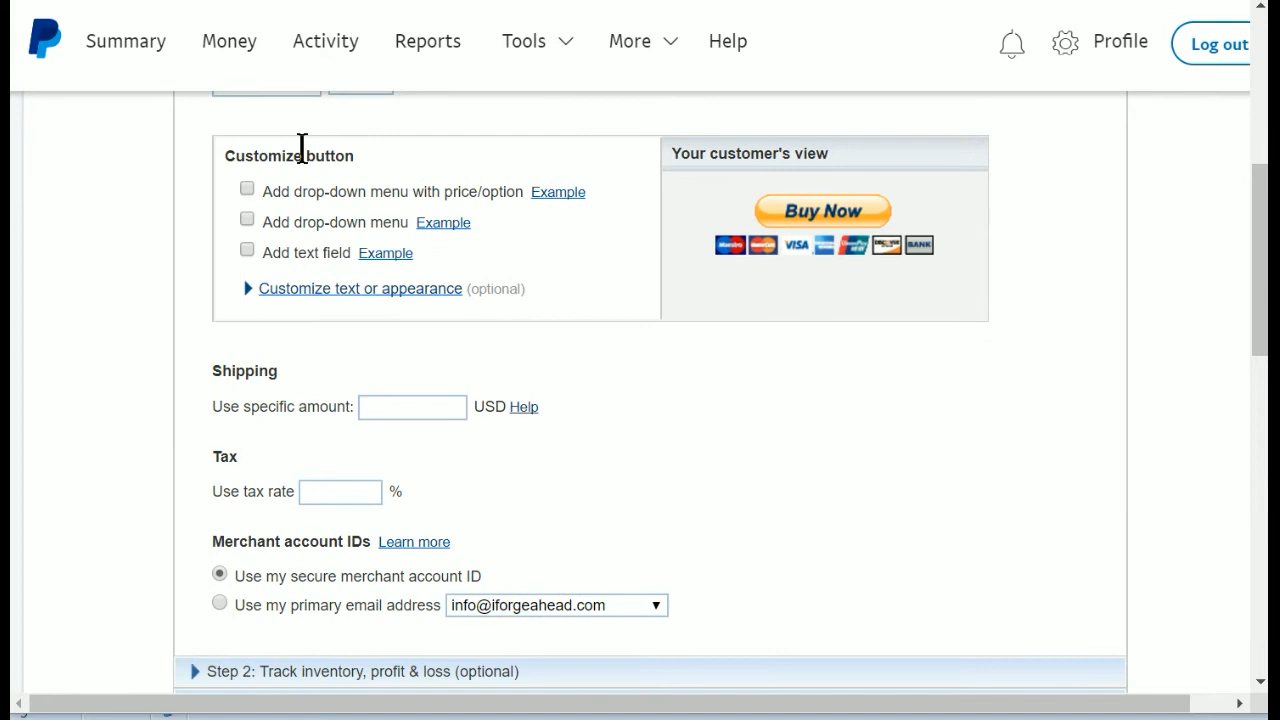 Summary Money Activity Reports Tools More Help Profile Log out
Customize button
Your customer's view
Add drop-down menu with price/option Example
Buy Now
Add drop-down menu Example
VISA DISCOVER BANK
Add text field Example
Customize text or appearance (optional)
Shipping
Use specific amount: USD Help
Tax
Use tax rate %
Merchant account IDs Learn more
Use my secure merchant account ID
Use my primary email address info@iforgeahead.com
Step 2: Track inventory, profit & loss (optional)